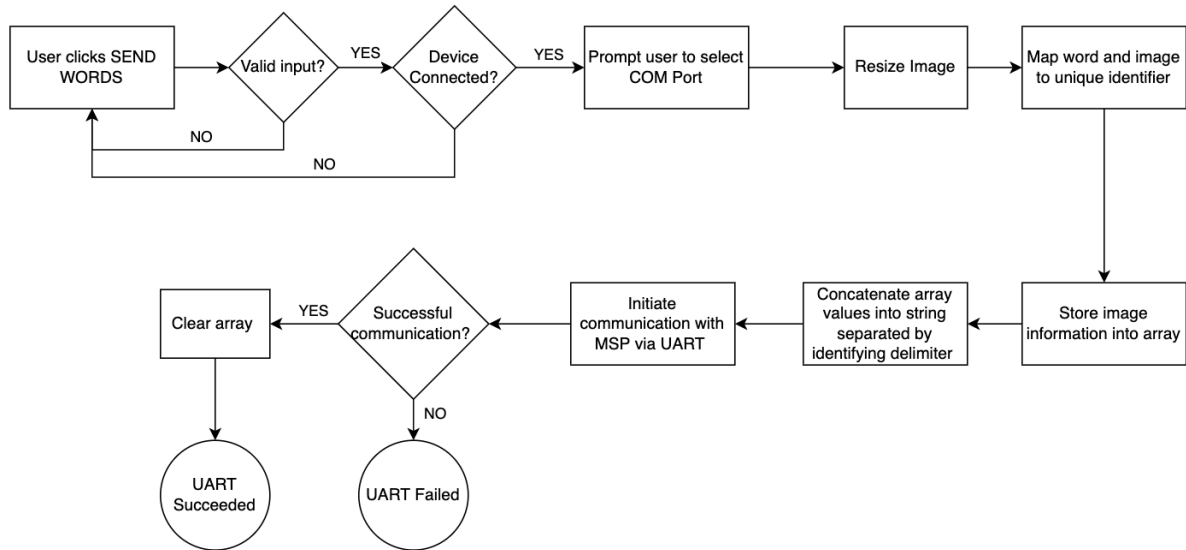 User clicks SEND
WORDS
Valid input?
YES
Device
Connected?
YES
Prompt user to select
COM Port
Resize Image
Map word and image
to unique identifier
NO
NO
Store image
information into array
Concatenate array
values into string
separated by
identifying delimiter
Initiate
communication with
MSP via UART
Successful
communication?
YES
Clear array
NO
UART
Succeeded
UART Failed